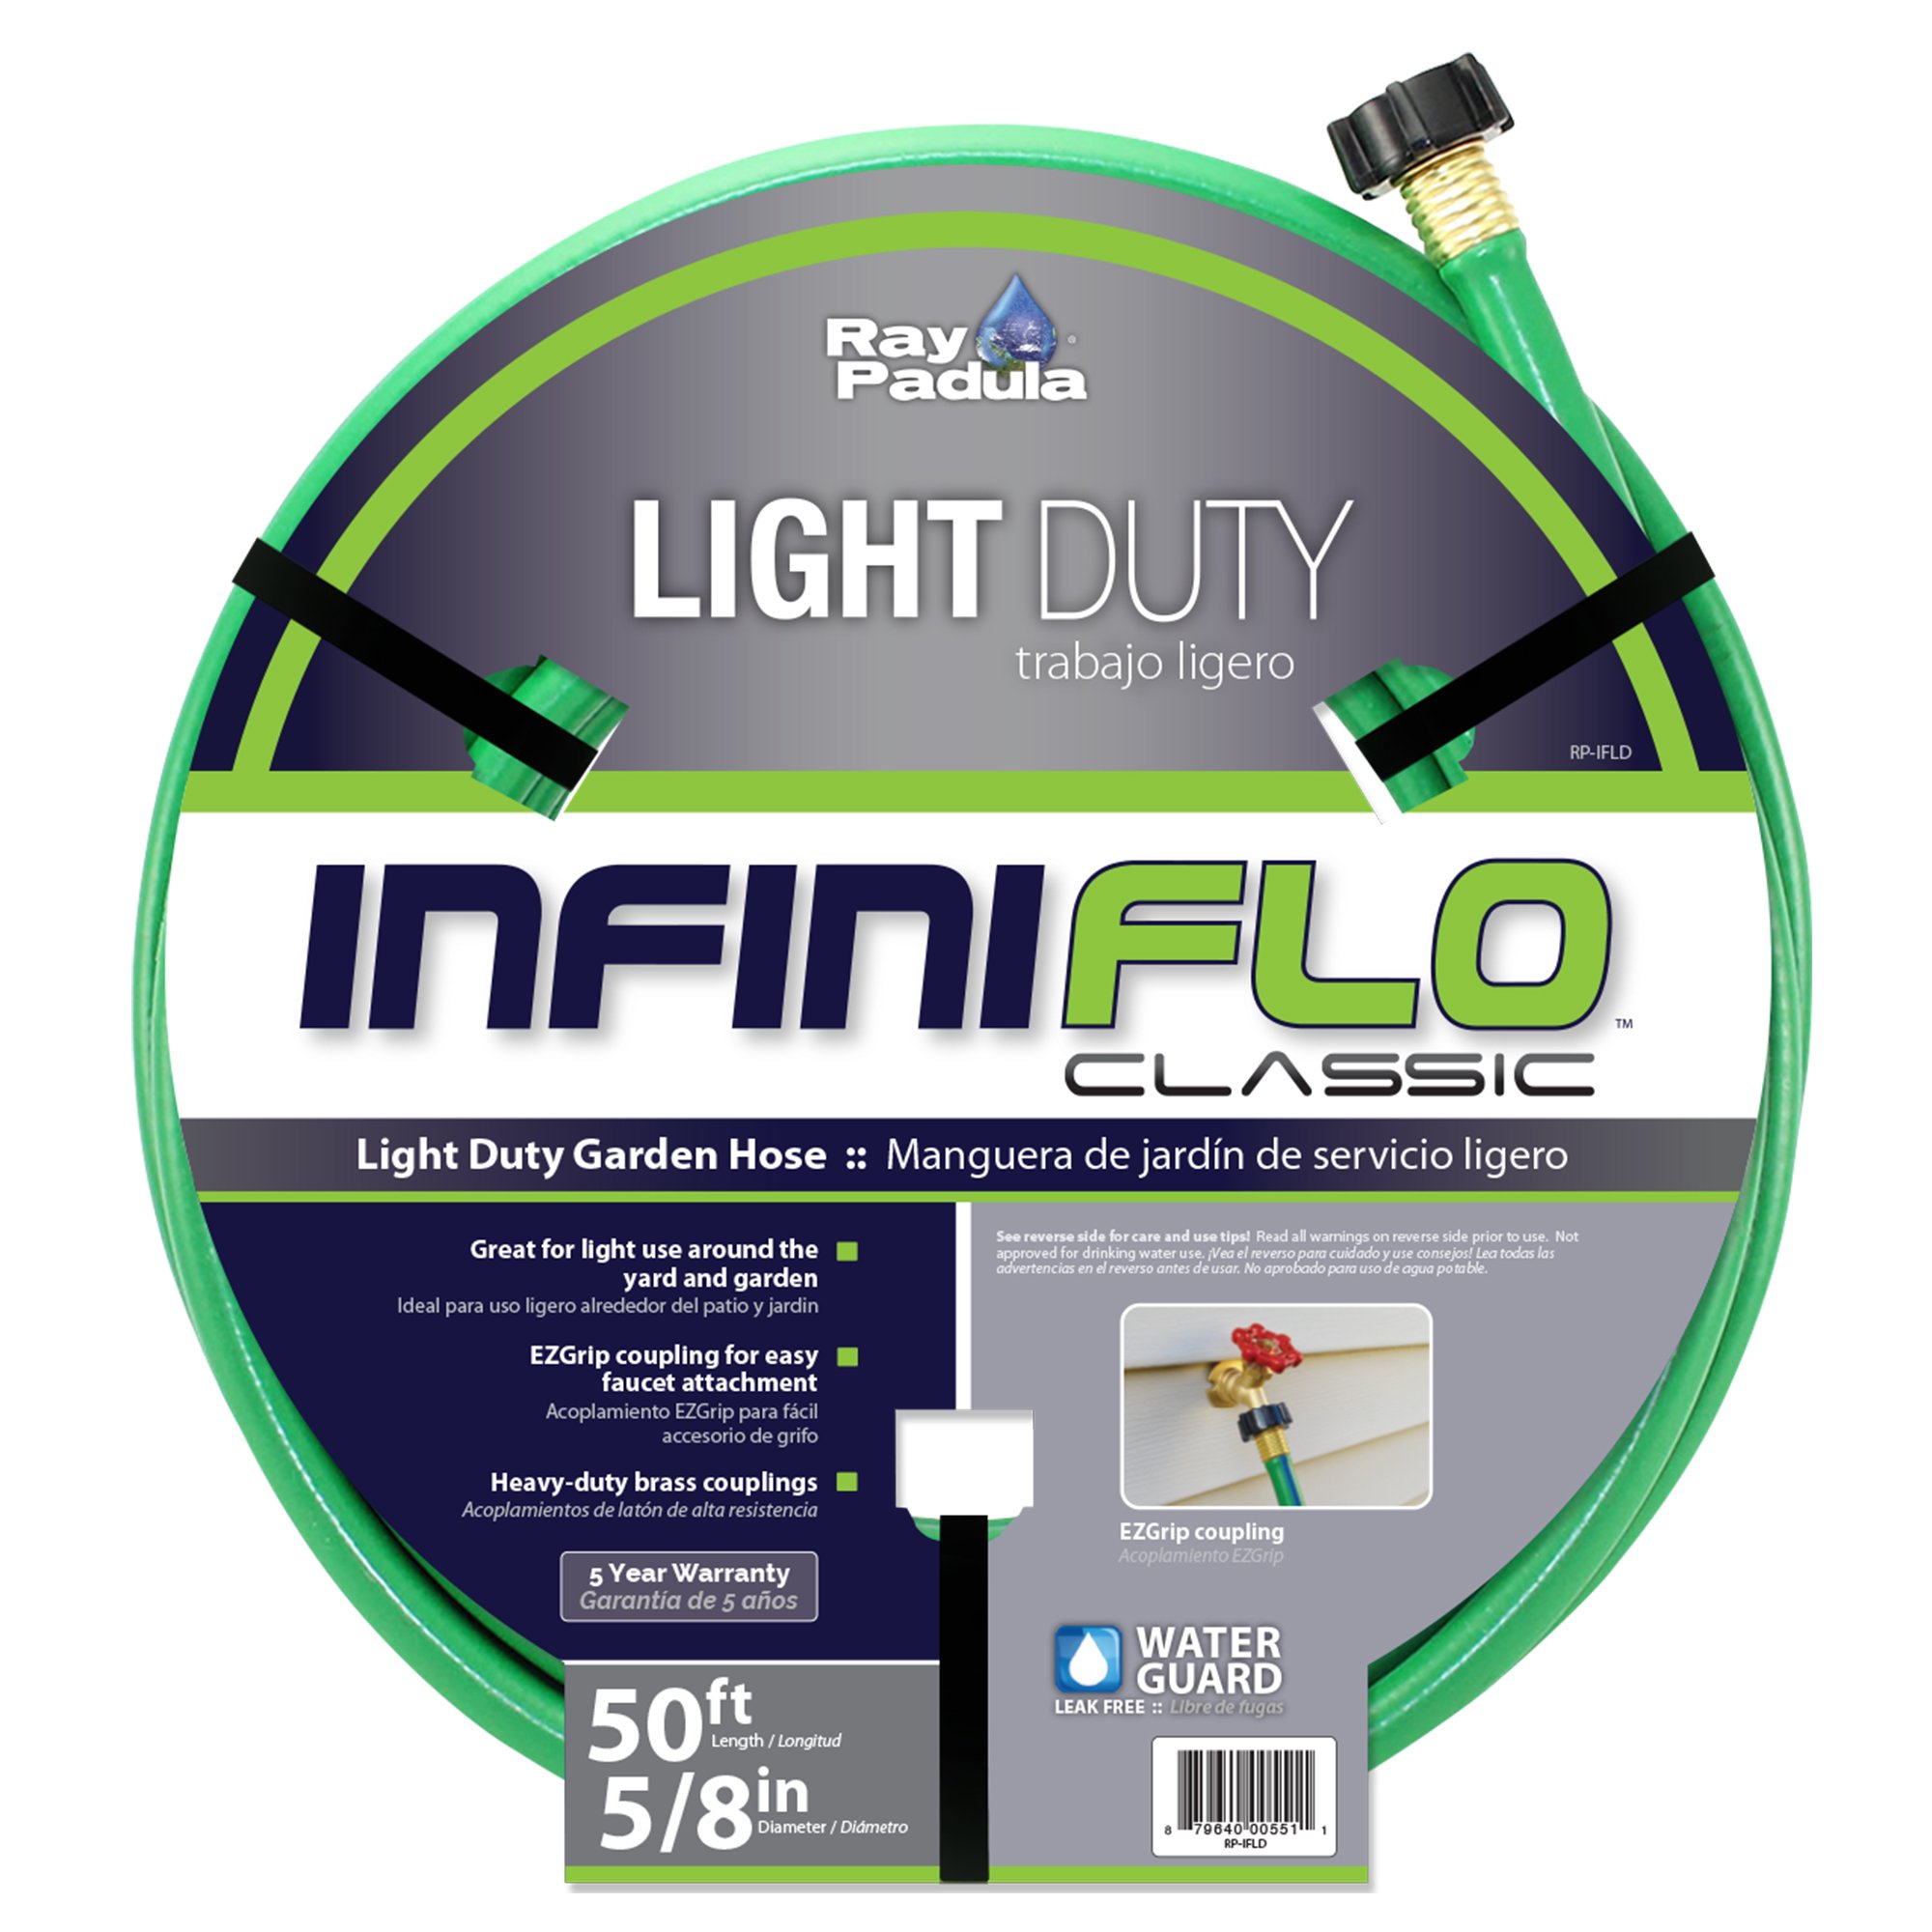 Ray
Padula
LIGHT DUTY
trabajo ligero
RP-IFLD
INFINIFLO™
CLASSIC
Light Duty Garden Hose :: Manguera de jardín de servicio ligero
Great for light use around the
yard and garden
Ideal para uso ligero alrededor del patio y jardin
EZGrip coupling for easy
faucet attachment
Acoplamiento EZGrip para fácil
accesorio de grifo
Heavy-duty brass couplings
Acoplamientos de latón de alta resistencia
5 Year Warranty
Garantía de 5 años
50ft
Length / Longitud
5/8in
Diameter / Diámetro
See reverse side for care and use tips! Read all warnings on reverse side prior to use. Not
approved for drinking water use. ¡Vea el reverso para cuidado y use consejos! Lea todas las
advertencias en el reverso antes de usar. No aprobado para uso de agua potable.
EZGrip coupling
Acoplamiento EZGrip
WATER
GUARD
LEAK FREE :: Libre de fugas
8 79640 00551 1
RP-IFLD